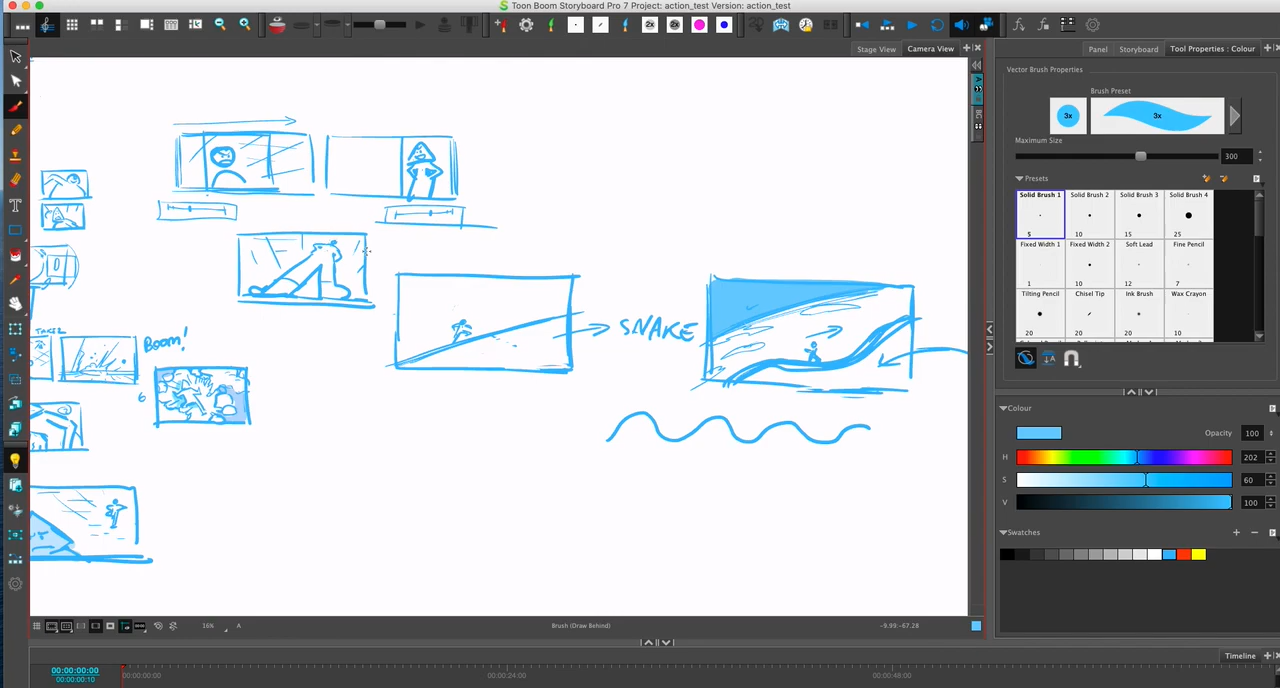 Toon Boom Storyboard Pro 7 Project: action_test Version: action_test
2x
2x
Stage View
Camera View
Panel
Storyboard
Tool Properties : Colour
Vector Brush Properties
Brush Preset
3x
3x
Maximum Size
300
Presets
Solid Brush 1
Solid Brush 2
Solid Brush 3
Solid Brush 4
5
10
15
25
Fixed Width 1
Fixed Width 2
Soft Lead
Fine Pencil
1
10
12
7
Tilting Pencil
Chisel Tip
Ink Brush
Wax Crayon
20
20
20
10
Colour
Opacity
100
H
202
S
60
V
100
Swatches
SNAKE
TAKE 2
BOOM!
6
16%
A
Brush (Draw Behind)
-9.99:-67.28
Timeline
00:00:00:00
00:00:00:10
00:00:00:00
00:00:24:00
00:00:48:00